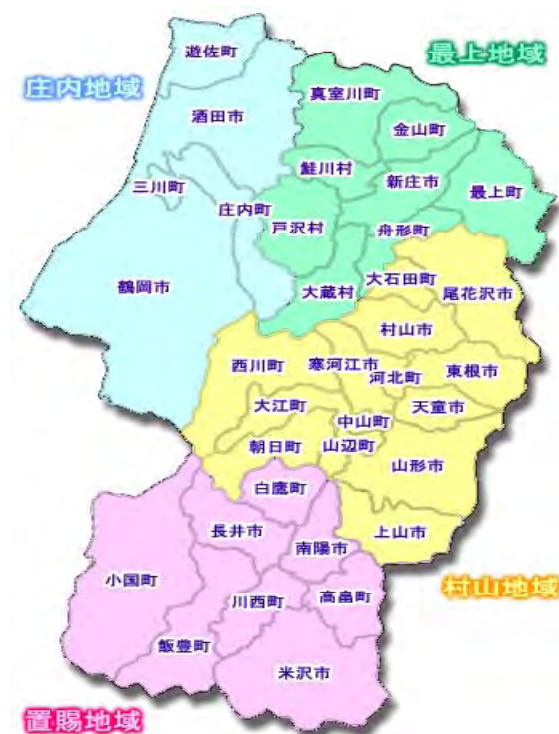 遊佐町
最上地域
庄内地域
真室川町
酒田市
金山町
鮭川村
新庄市
三川町
最上町
庄内町
戸沢村
舟形町
大石田町
鶴岡市
大蔵村
尾花沢市
村山市
西川町
寒河江市
河北町
東根市
大江町
天童市
中山町
朝日町
山辺町
山形市
白鷹町
長井市
上山市
南陽市
小国町
村山地域
川西町
高畠町
飯豊町
米沢市
置賜地域